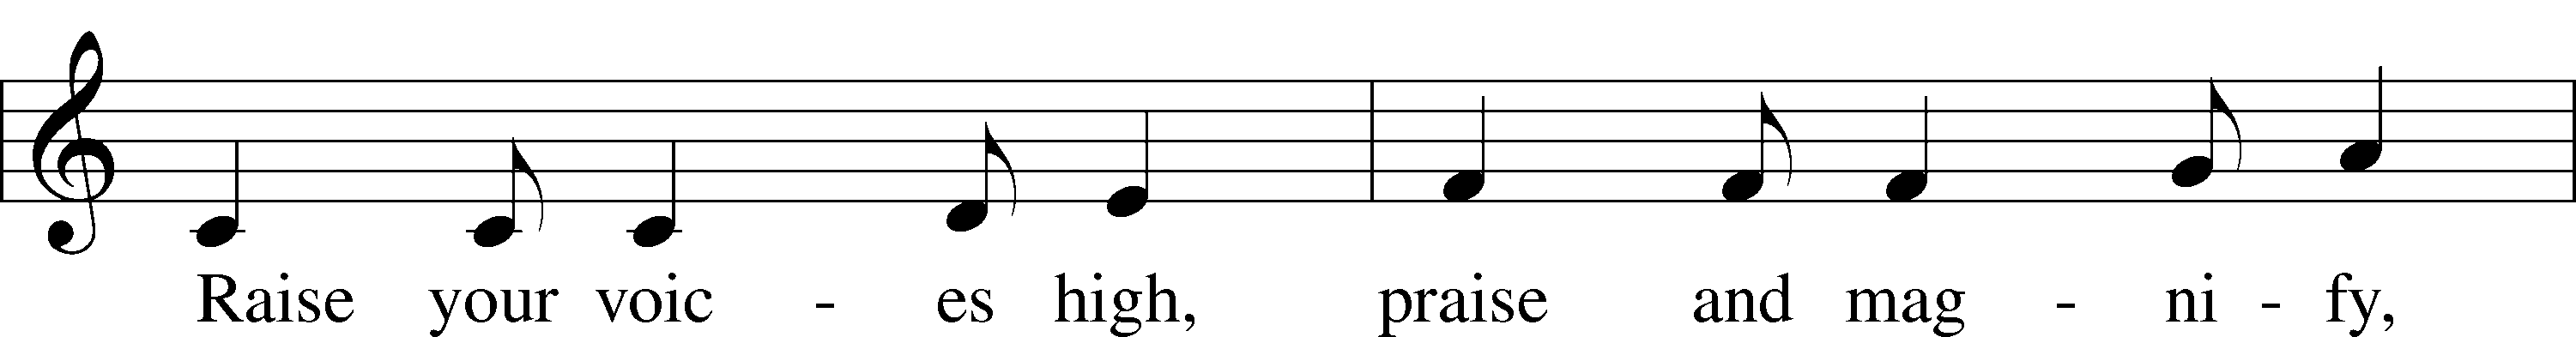 Raise your voic - es high, praise and mag - ni - fy,